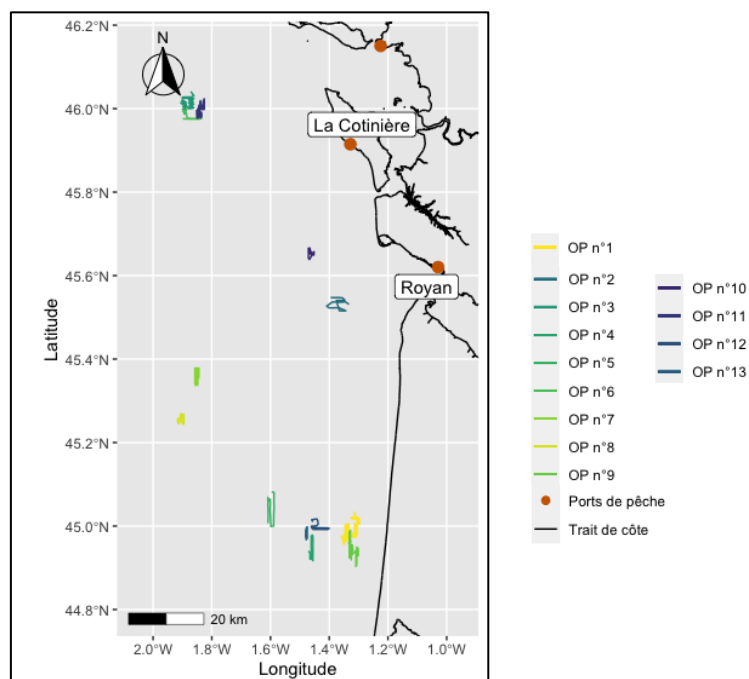 N
46.2°N
46.0°N
45.8°N
45.6°N
45.4°N
45.2°N
45.0°N
44.8°N
Latitude
La Cotinière
Royan
20 km
2.0°W 1.8°W 1.6°W 1.4°W 1.2°W 1.0°W
Longitude
OP n°1
OP n°2
OP n°3
OP n°4
OP n°5
OP n°6
OP n°7
OP n°8
OP n°9
Ports de pêche
Trait de côte
OP n°10
OP n°11
OP n°12
OP n°13